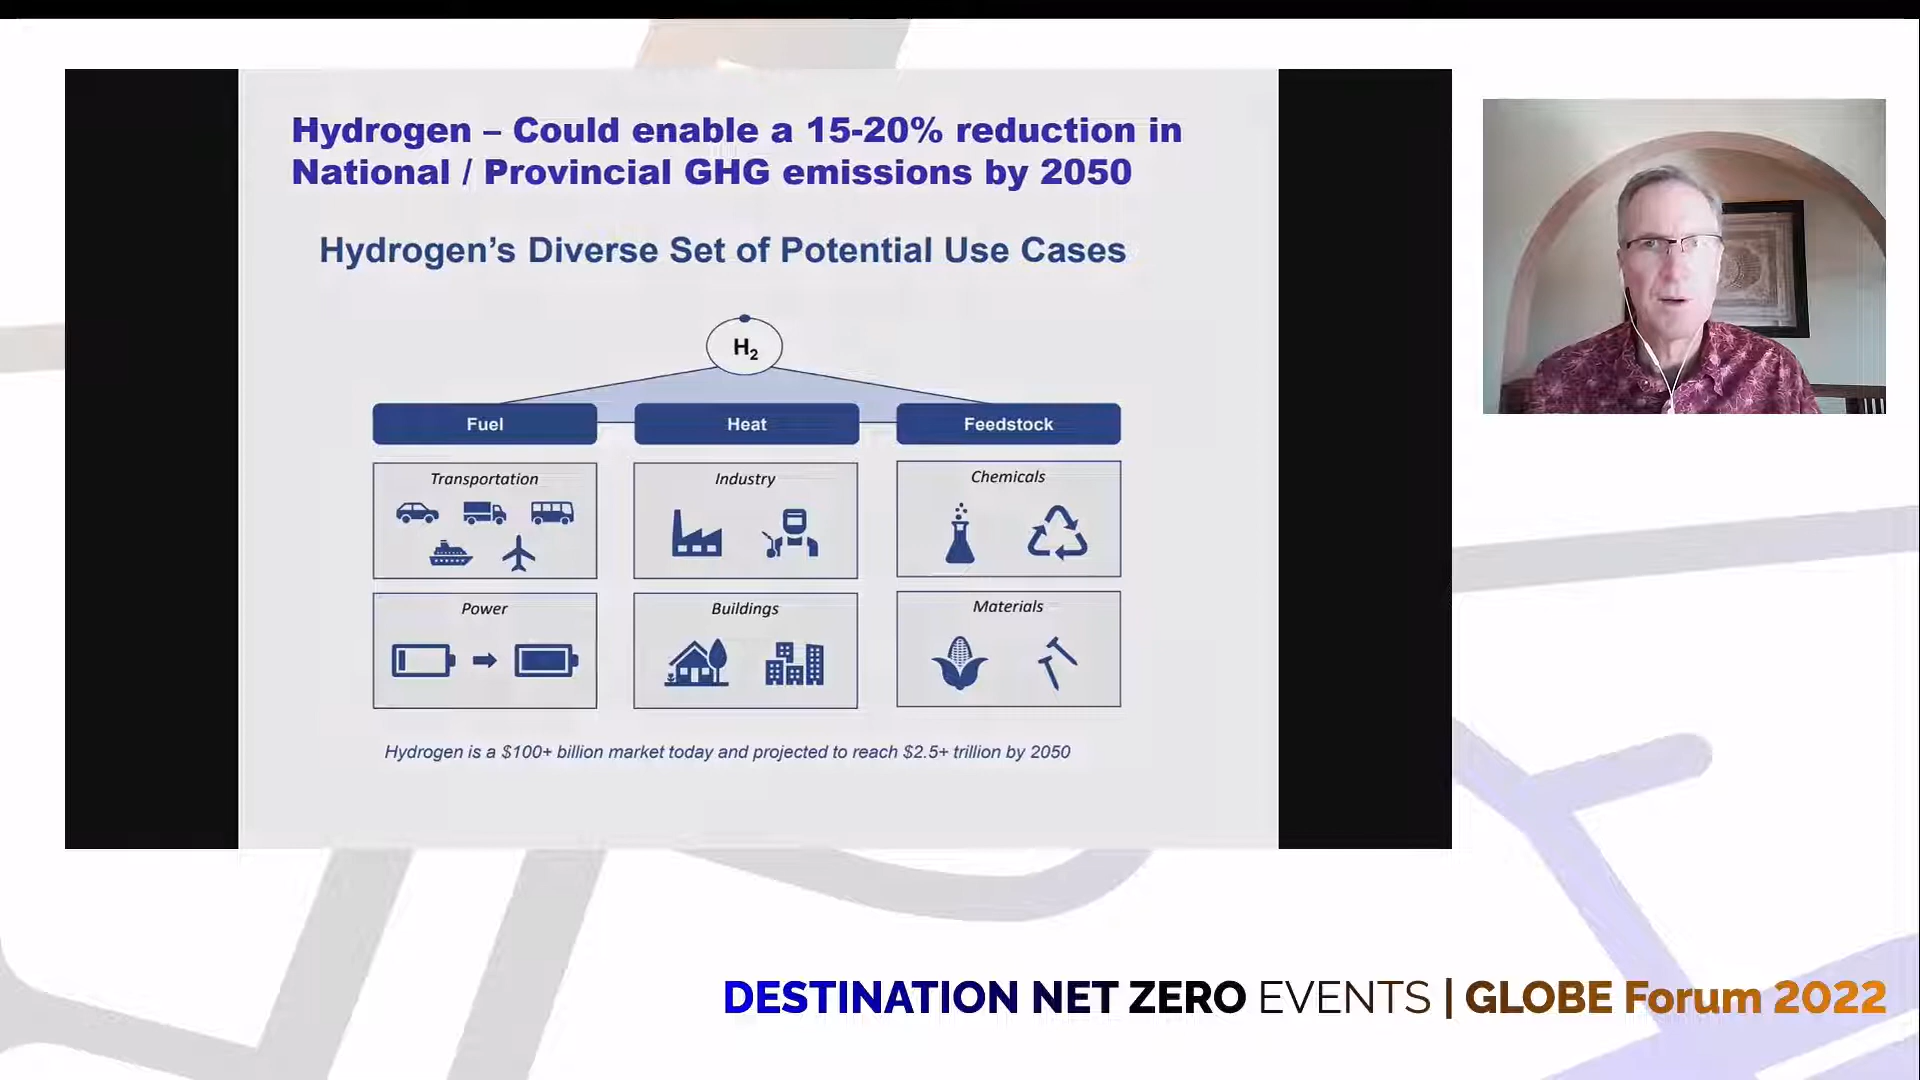 Hydrogen – Could enable a 15-20% reduction in
National / Provincial GHG emissions by 2050
Hydrogen’s Diverse Set of Potential Use Cases
H₂
Fuel
Heat
Feedstock
Transportation
Industry
Chemicals
Power
Buildings
Materials
Hydrogen is a $100+ billion market today and projected to reach $2.5+ trillion by 2050
DESTINATION NET ZERO EVENTS | GLOBE Forum 2022